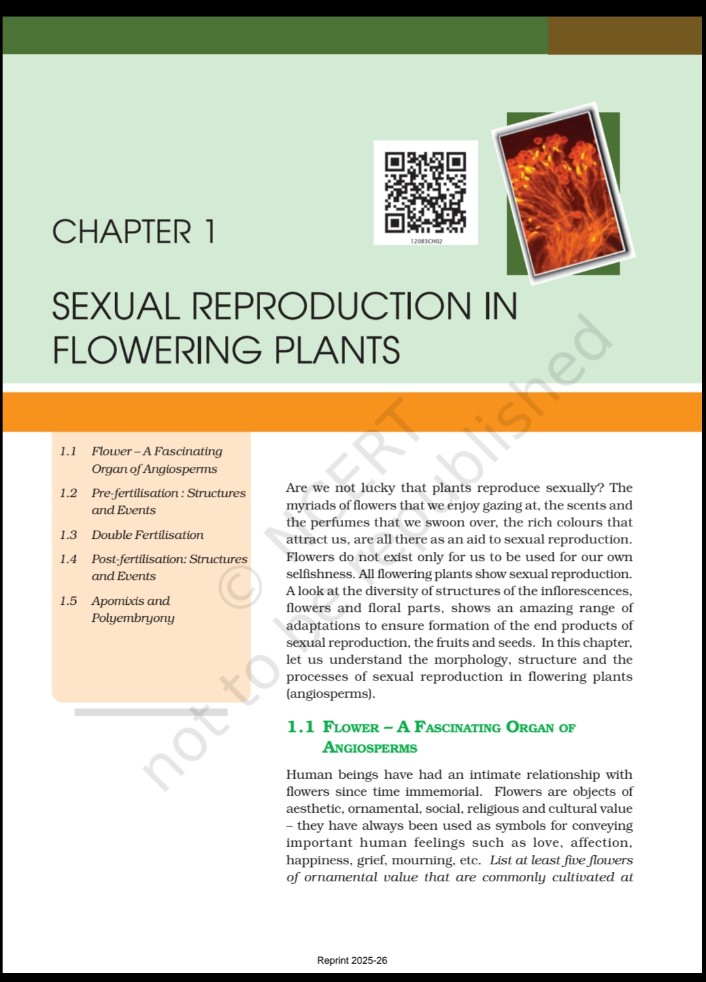 12083CH02
CHAPTER 1
SEXUAL REPRODUCTION IN
FLOWERING PLANTS
1.1 Flower – A Fascinating
Organ of Angiosperms
1.2 Pre-fertilisation : Structures
and Events
1.3 Double Fertilisation
1.4 Post-fertilisation: Structures
and Events
1.5 Apomixis and
Polyembryony
Are we not lucky that plants reproduce sexually? The
myriads of flowers that we enjoy gazing at, the scents and
the perfumes that we swoon over, the rich colours that
attract us, are all there as an aid to sexual reproduction.
Flowers do not exist only for us to be used for our own
selfishness. All flowering plants show sexual reproduction.
A look at the diversity of structures of the inflorescences,
flowers and floral parts, shows an amazing range of
adaptations to ensure formation of the end products of
sexual reproduction, the fruits and seeds. In this chapter,
let us understand the morphology, structure and the
processes of sexual reproduction in flowering plants
(angiosperms).
1.1 FLOWER – A FASCINATING ORGAN OF
ANGIOSPERMS
Human beings have had an intimate relationship with
flowers since time immemorial. Flowers are objects of
aesthetic, ornamental, social, religious and cultural value
– they have always been used as symbols for conveying
important human feelings such as love, affection,
happiness, grief, mourning, etc. List at least five flowers
of ornamental value that are commonly cultivated at
© NCERT
not to be republished
Reprint 2025-26